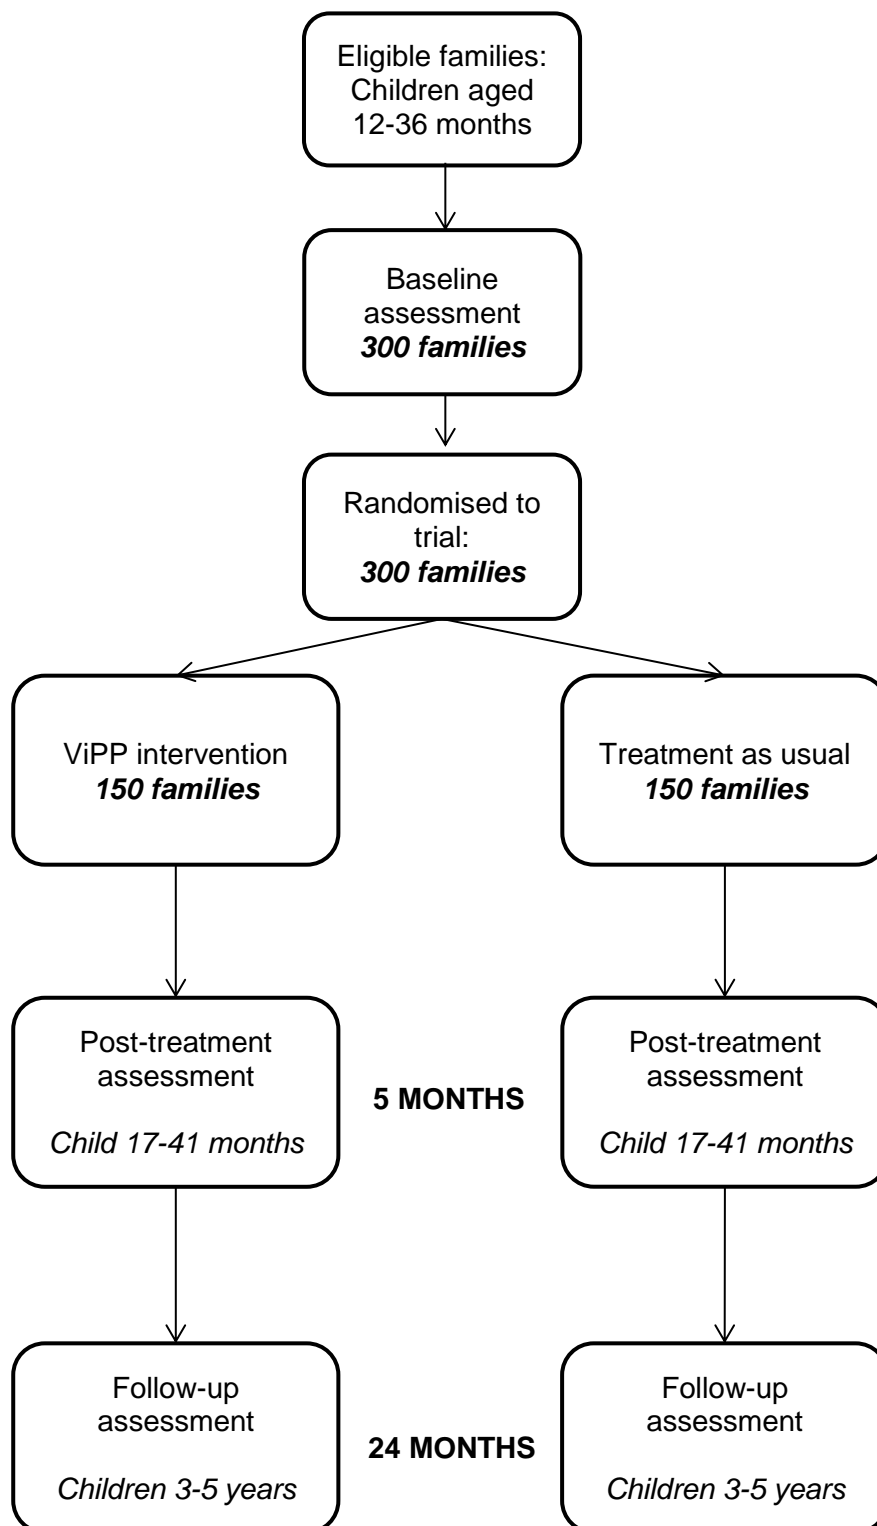 Eligible families:
Children aged
12-36 months
Baseline
assessment
300 families
Randomised to
trial:
300 families
ViPP intervention
150 families
Treatment as usual
150 families
Post-treatment
assessment
Child 17-41 months
5 MONTHS
Post-treatment
assessment
Child 17-41 months
Follow-up
assessment
Children 3-5 years
24 MONTHS
Follow-up
assessment
Children 3-5 years